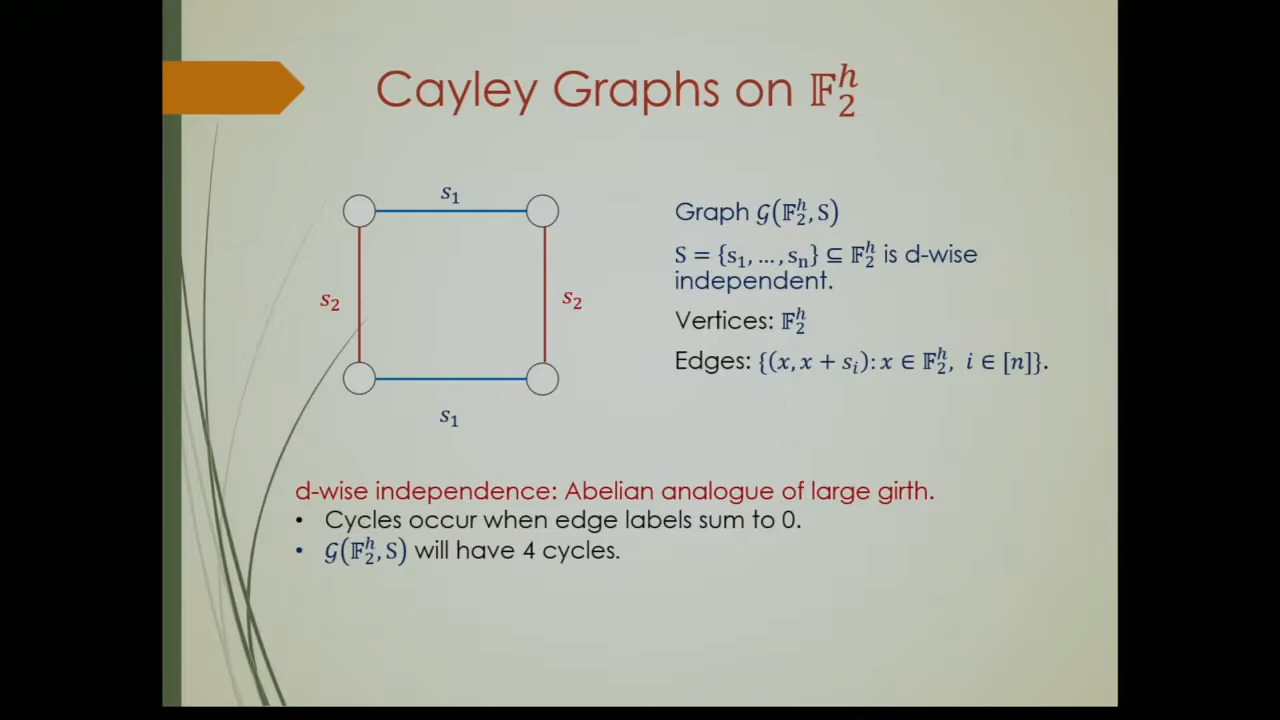 Cayley Graphs on 𝔽₂ʰ
s₁
s₂
s₂
s₁
Graph 𝒢(𝔽₂ʰ, S)
S = {s₁, …, sₙ} ⊆ 𝔽₂ʰ is d-wise
independent.
Vertices: 𝔽₂ʰ
Edges: {(x, x + sᵢ): x ∈ 𝔽₂ʰ, i ∈ [n]}.
d-wise independence: Abelian analogue of large girth.
• Cycles occur when edge labels sum to 0.
• 𝒢(𝔽₂ʰ, S) will have 4 cycles.